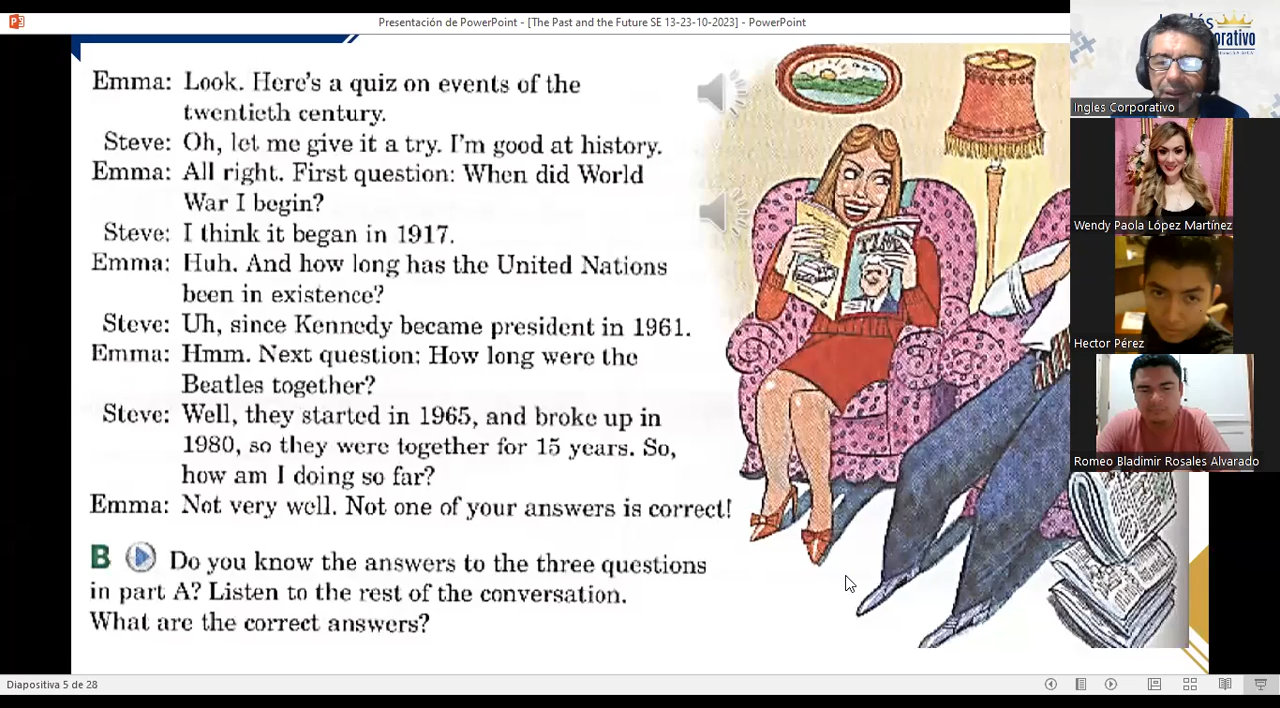 Presentación de PowerPoint - [The Past and the Future SE 13-23-10-2023] - PowerPoint
Emma: Look. Here's a quiz on events of the
twentieth century.
Steve: Oh, let me give it a try. I'm good at history.
Emma: All right. First question: When did World
War I begin?
Steve: I think it began in 1917.
Emma: Huh. And how long has the United Nations
been in existence?
Steve: Uh, since Kennedy became president in 1961.
Emma: Hmm. Next question: How long were the
Beatles together?
Steve: Well, they started in 1965, and broke up in
1980, so they were together for 15 years. So,
how am I doing so far?
Emma: Not very well. Not one of your answers is correct!
B Do you know the answers to the three questions
in part A? Listen to the rest of the conversation.
What are the correct answers?
Ingles Corporativo
Wendy Paola López Martínez
Hector Pérez
Romeo Bladimir Rosales Alvarado
Diapositiva 5 de 28